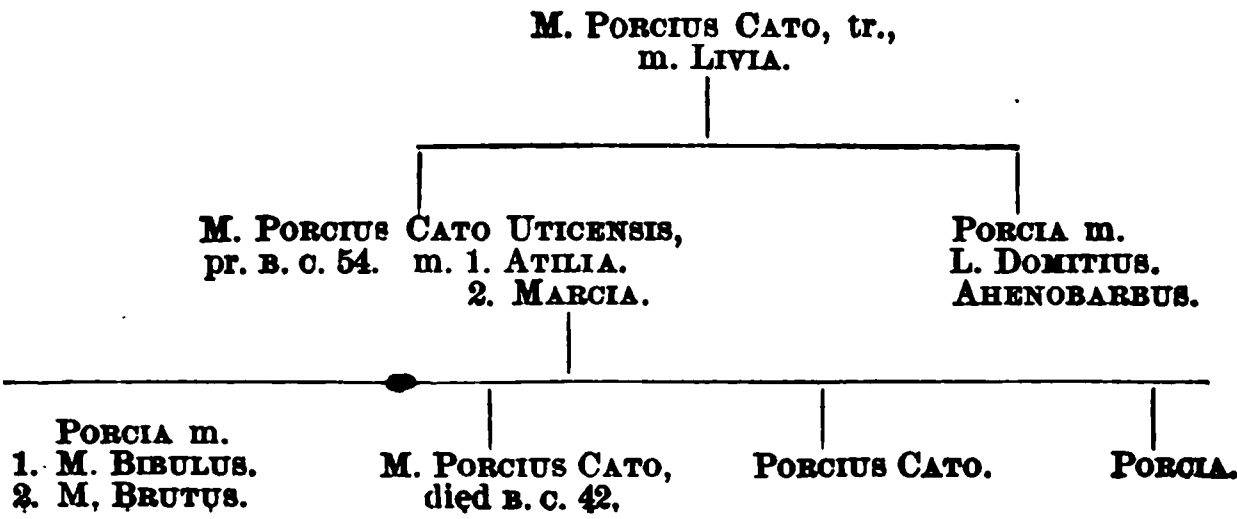 M. PORCIUS CATO, tr.,
m. LIVIA.
M. PORCIUS CATO UTICENSIS,
pr. B. C. 54. m. 1. ATILIA.
2. MARCIA.
PORCIA m.
L. DOMITIUS.
AHENOBARBUS.
PORCIA m.
1. M. BIBULUS.
2. M. BRUTUS.
M. PORCIUS CATO,
died B. C. 42.
PORCIUS CATO.
PORCIA.